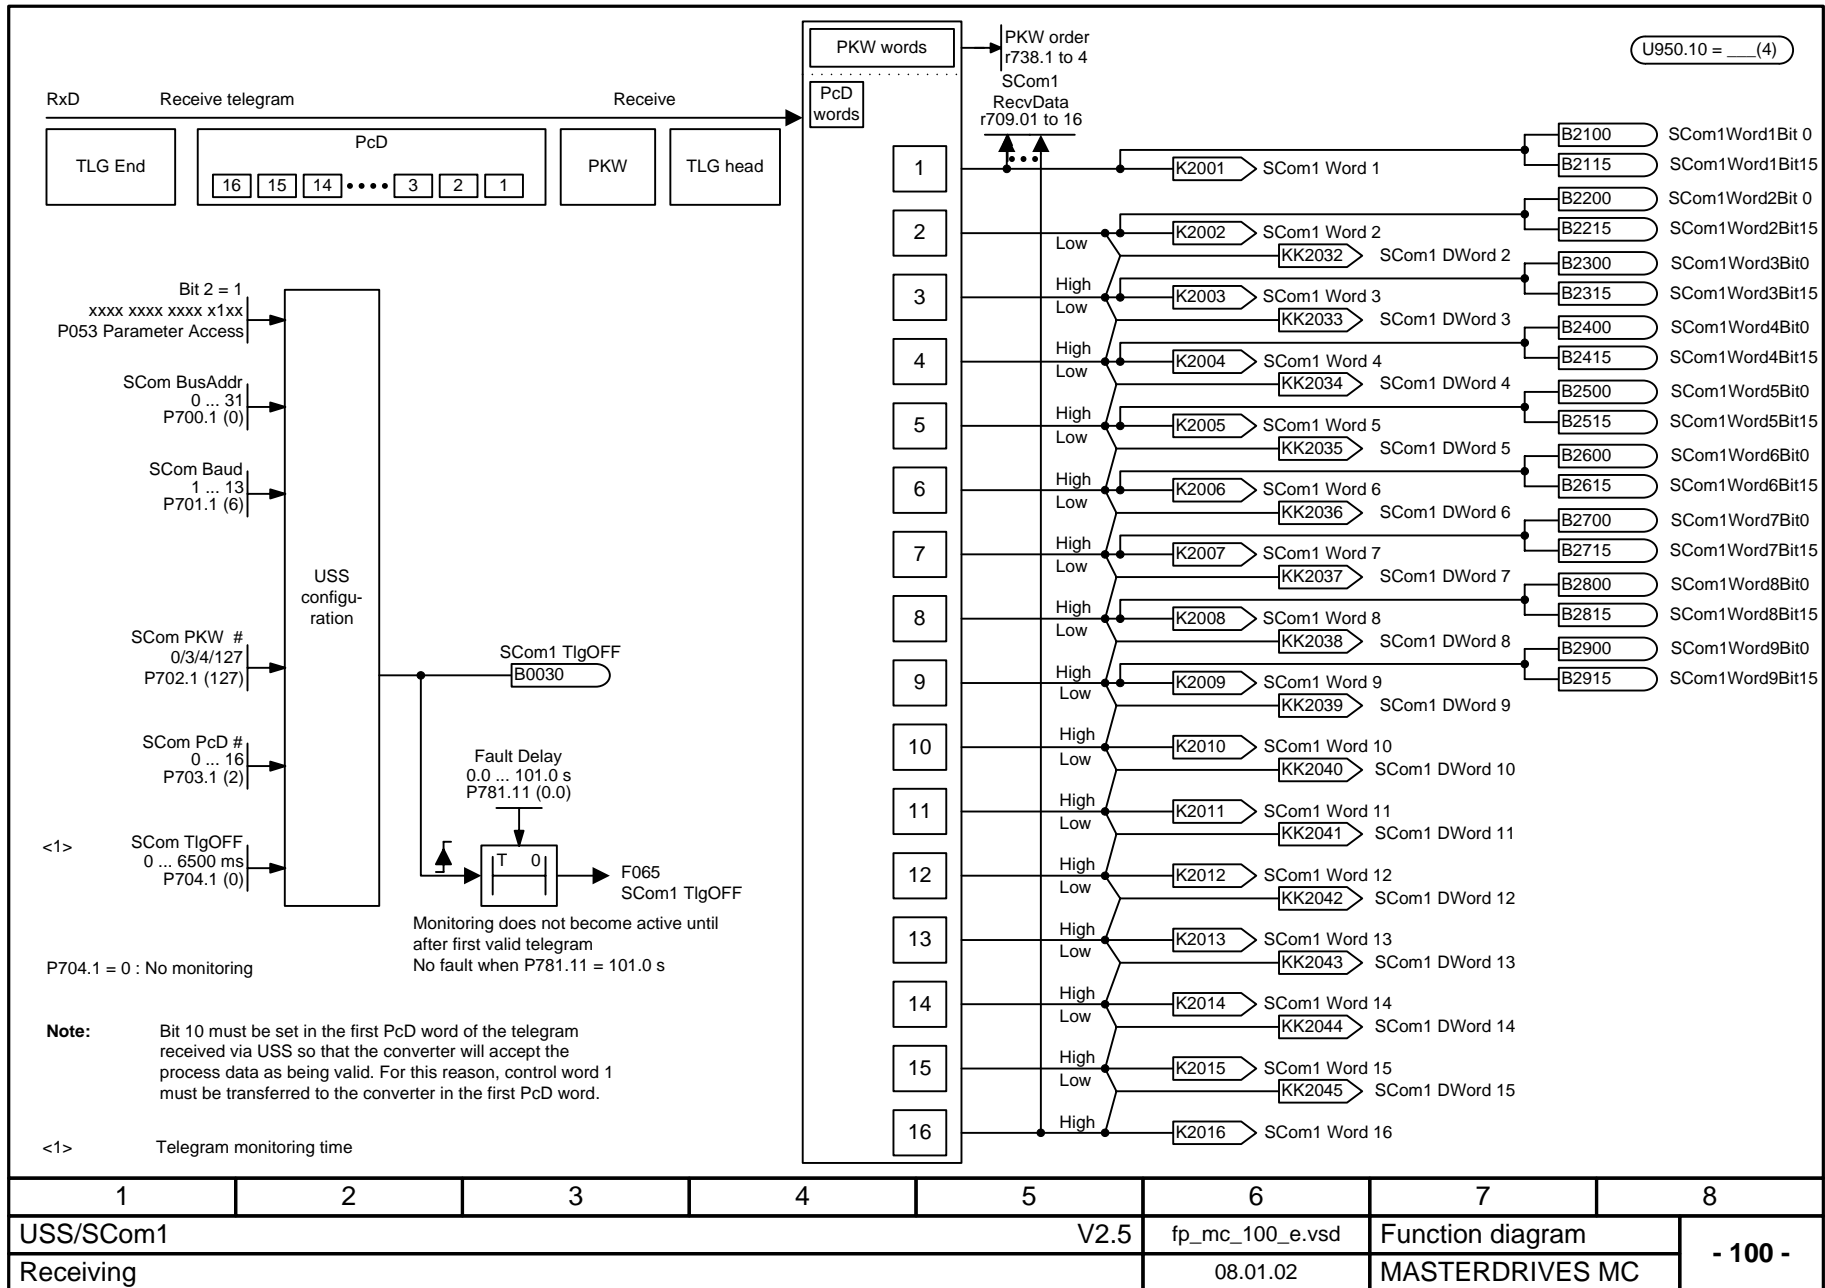 PKW words
PKW order
r738.1 to 4
U950.10 = ___(4)
RxD
Receive telegram
Receive
PcD
words
SCom1
RecvData
r709.01 to 16
TLG End
PcD
16 15 14 3 2 1
PKW
TLG head
1
K2001
SCom1 Word 1
B2100
SCom1Word1Bit 0
B2115
SCom1Word1Bit15
2
Low
K2002
SCom1 Word 2
KK2032
SCom1 DWord 2
B2200
SCom1Word2Bit 0
B2215
SCom1Word2Bit15
3
High
Low
K2003
SCom1 Word 3
KK2033
SCom1 DWord 3
B2300
SCom1Word3Bit0
B2315
SCom1Word3Bit15
4
High
Low
K2004
SCom1 Word 4
KK2034
SCom1 DWord 4
B2400
SCom1Word4Bit0
B2415
SCom1Word4Bit15
5
High
Low
K2005
SCom1 Word 5
KK2035
SCom1 DWord 5
B2500
SCom1Word5Bit0
B2515
SCom1Word5Bit15
6
High
Low
K2006
SCom1 Word 6
KK2036
SCom1 DWord 6
B2600
SCom1Word6Bit0
B2615
SCom1Word6Bit15
7
High
Low
K2007
SCom1 Word 7
KK2037
SCom1 DWord 7
B2700
SCom1Word7Bit0
B2715
SCom1Word7Bit15
8
High
Low
K2008
SCom1 Word 8
KK2038
SCom1 DWord 8
B2800
SCom1Word8Bit0
B2815
SCom1Word8Bit15
9
High
Low
K2009
SCom1 Word 9
KK2039
SCom1 DWord 9
B2900
SCom1Word9Bit0
B2915
SCom1Word9Bit15
10
High
Low
K2010
SCom1 Word 10
KK2040
SCom1 DWord 10
11
High
Low
K2011
SCom1 Word 11
KK2041
SCom1 DWord 11
12
High
Low
K2012
SCom1 Word 12
KK2042
SCom1 DWord 12
13
High
Low
K2013
SCom1 Word 13
KK2043
SCom1 DWord 13
14
High
Low
K2014
SCom1 Word 14
KK2044
SCom1 DWord 14
15
High
Low
K2015
SCom1 Word 15
KK2045
SCom1 DWord 15
16
High
K2016
SCom1 Word 16
Bit 2 = 1
xxxx xxxx xxxx x1xx
P053 Parameter Access
SCom BusAddr
0 ... 31
P700.1 (0)
SCom Baud
1 ... 13
P701.1 (6)
USS
configu-
ration
SCom PKW #
0/3/4/127
P702.1 (127)
SCom PcD #
0 ... 16
P703.1 (2)
<1>
SCom TlgOFF
0 ... 6500 ms
P704.1 (0)
SCom1 TlgOFF
B0030
Fault Delay
0.0 ... 101.0 s
P781.11 (0.0)
T 0
F065
SCom1 TlgOFF
Monitoring does not become active until
after first valid telegram
No fault when P781.11 = 101.0 s
P704.1 = 0 : No monitoring
Note:
Bit 10 must be set in the first PcD word of the telegram
received via USS so that the converter will accept the
process data as being valid. For this reason, control word 1
must be transferred to the converter in the first PcD word.
<1> Telegram monitoring time
1 2 3 4 5 6 7 8
USS/SCom1
V2.5
fp_mc_100_e.vsd
Function diagram
- 100 -
Receiving
08.01.02
MASTERDRIVES MC